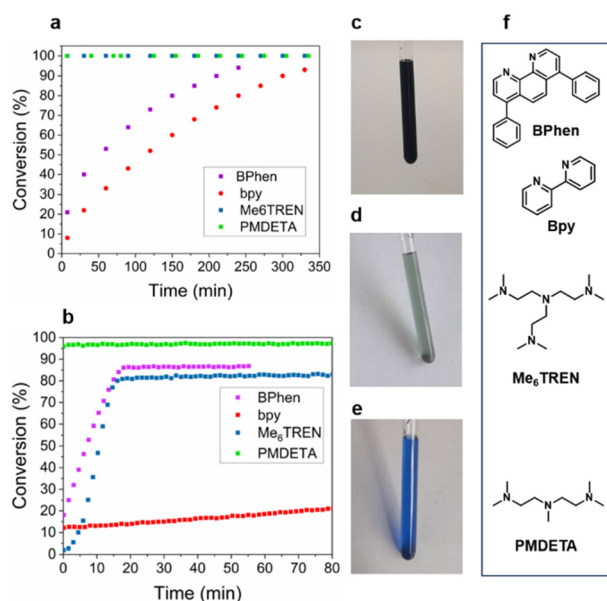 a
Conversion (%)
100
90
80
70
60
50
40
30
20
10
0
BPhen
bpy
Me6TREN
PMDETA
0 50 100 150 200 250 300 350
Time (min)
b
Conversion (%)
100
90
80
70
60
50
40
30
20
10
0
BPhen
bpy
Me₆TREN
PMDETA
0 10 20 30 40 50 60 70 80
Time (min)
c
d
e
f
N
N
BPhen
N
N
Bpy
N
N
N
N
Me₆TREN
N
N
N
PMDETA